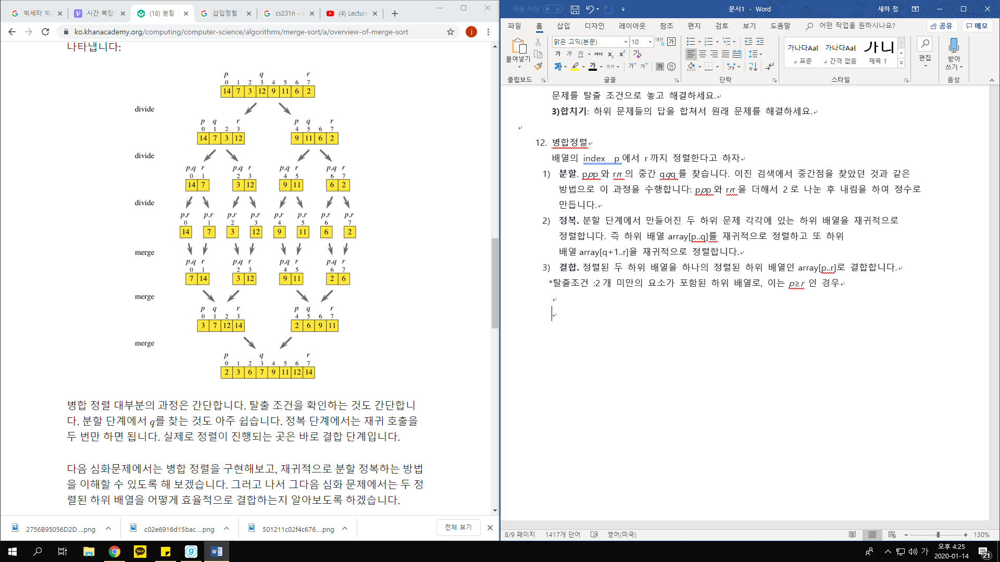 빅세타 빅오
시간 복잡도
(18) 분할 정
삽입정렬 -
cs231n - G
(4) Lecture
ko.khanacademy.org/computing/computer-science/algorithms/merge-sort/a/overview-of-merge-sort
j
나타냅니다:
p q r
0 1 2 3 4 5 6 7
14 7 3 12 9 11 6 2
divide
p q r p q r
0 1 2 3 4 5 6 7
14 7 3 12 9 11 6 2
divide
p,q r p,q r p,q r p,q r
0 1 2 3 4 5 6 7
14 7 3 12 9 11 6 2
divide
p,r p,r p,r p,r p,r p,r p,r p,r
0 1 2 3 4 5 6 7
14 7 3 12 9 11 6 2
merge
p,q r p,q r p,q r p,q r
0 1 2 3 4 5 6 7
7 14 3 12 9 11 2 6
merge
p q r p q r
0 1 2 3 4 5 6 7
3 7 12 14 2 6 9 11
merge
p q r
0 1 2 3 4 5 6 7
2 3 6 7 9 11 12 14
병합 정렬 대부분의 과정은 간단합니다. 탈출 조건을 확인하는 것도 간단합니
다. 분할 단계에서 q를 찾는 것도 아주 쉽습니다. 정복 단계에서는 재귀 호출을
두 번만 하면 됩니다. 실제로 정렬이 진행되는 곳은 바로 결합 단계입니다.
다음 심화문제에서는 병합 정렬을 구현해보고, 재귀적으로 분할 정복하는 방법
을 이해할 수 있도록 해 보겠습니다. 그러고 나서 그다음 심화 문제에서는 두 정
렬된 하위 배열을 어떻게 효율적으로 결합하는지 알아보도록 하겠습니다.
2756B95056D2D....png
c02e6916d15bac....png
501211c02f4c676....png
전체 보기
자동 저장
문서1 - Word
새하 정
파일 홈 삽입 디자인 레이아웃 참조 편지 검토 보기 도움말 어떤 작업을 원하시나요? 공유 메모
붙여넣기
맑은 고딕(본문) 10
가나다AaB 가나다AaB 가나
표준 간격 없음 제목 1
편집
받아
쓰기
클립보드 글꼴 단락 스타일 음성
문제를 탈출 조건으로 놓고 해결하세요.
3)합치기: 하위 문제들의 답을 합쳐서 원래 문제를 해결하세요.
12. 병합정렬
배열의 index p에서 r까지 정렬한다고 하자
1) 분할. ppp와 rrr의 중간 qqq를 찾습니다. 이진 검색에서 중간점을 찾았던 것과 같은
방법으로 이 과정을 수행합니다: ppp와 rrr을 더해서 2로 나눈 후 내림을 하여 정수로
만듭니다.
2) 정복. 분할 단계에서 만들어진 두 하위 문제 각각에 있는 하위 배열을 재귀적으로
정렬합니다. 즉 하위 배열 array[p..q]를 재귀적으로 정렬하고 또 하위
배열 array[q+1..r]을 재귀적으로 정렬합니다.
3) 결합. 정렬된 두 하위 배열을 하나의 정렬된 하위 배열인 array[p..r]로 결합합니다.
*탈출조건 :2개 미만의 요소가 포함된 하위 배열로, 이는 p≥r 인 경우
8/9 페이지 1417개 단어 영어(미국) 130%
TALK
가
오후 4:25
2020-01-14
21